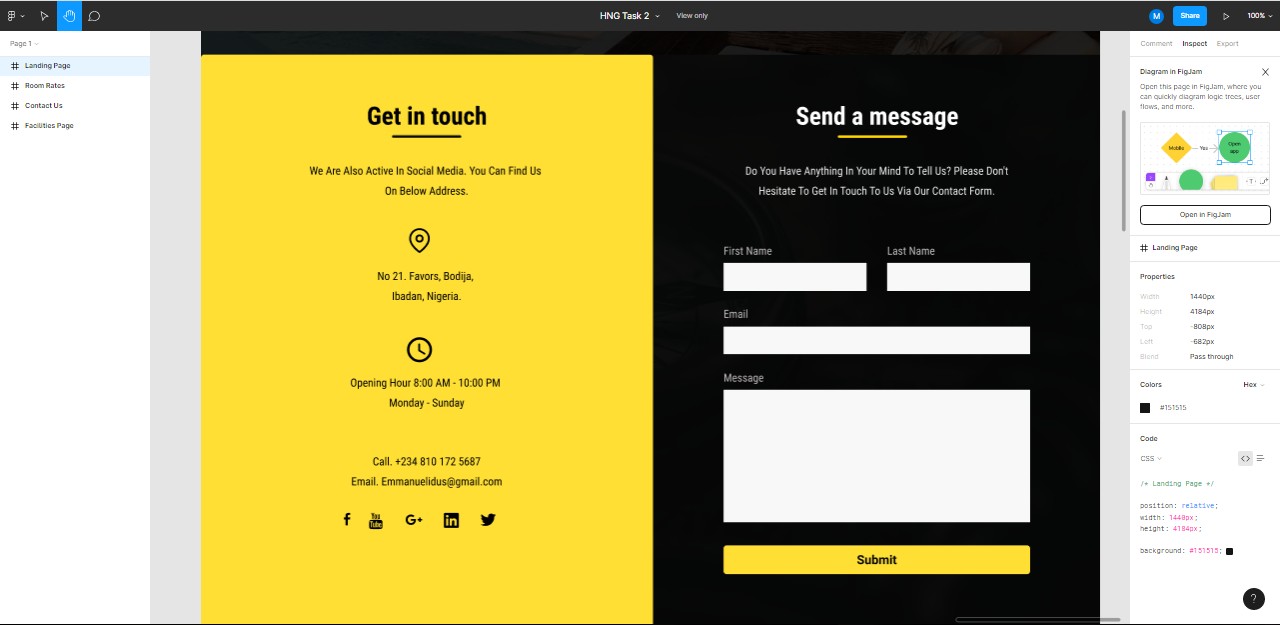 HNG Task 2
View only
M
Share
100%
Page 1
Landing Page
Room Rates
Contact Us
Facilities Page
Get in touch
We Are Also Active In Social Media. You Can Find Us
On Below Address.
No 21. Favors, Bodija,
Ibadan, Nigeria.
Opening Hour 8:00 AM - 10:00 PM
Monday - Sunday
Call. +234 810 172 5687
Email. Emmanuelidus@gmail.com
f
You
Tube
G+
in
Send a message
Do You Have Anything In Your Mind To Tell Us? Please Don't
Hesitate To Get In Touch To Us Via Our Contact Form.
First Name
Last Name
Email
Message
Submit
Comment
Inspect
Export
Diagram in FigJam
Open this page in FigJam, where you
can quickly diagram logic trees, user
flows, and more.
Mobile
Yes
Open
app
T
Open in FigJam
Landing Page
Properties
Width 1440px
Height 4184px
Top -808px
Left -682px
Blend Pass through
Colors
Hex
#151515
Code
CSS
<>
/* Landing Page */
position: relative;
width: 1440px;
height: 4184px;
background: #151515;
?